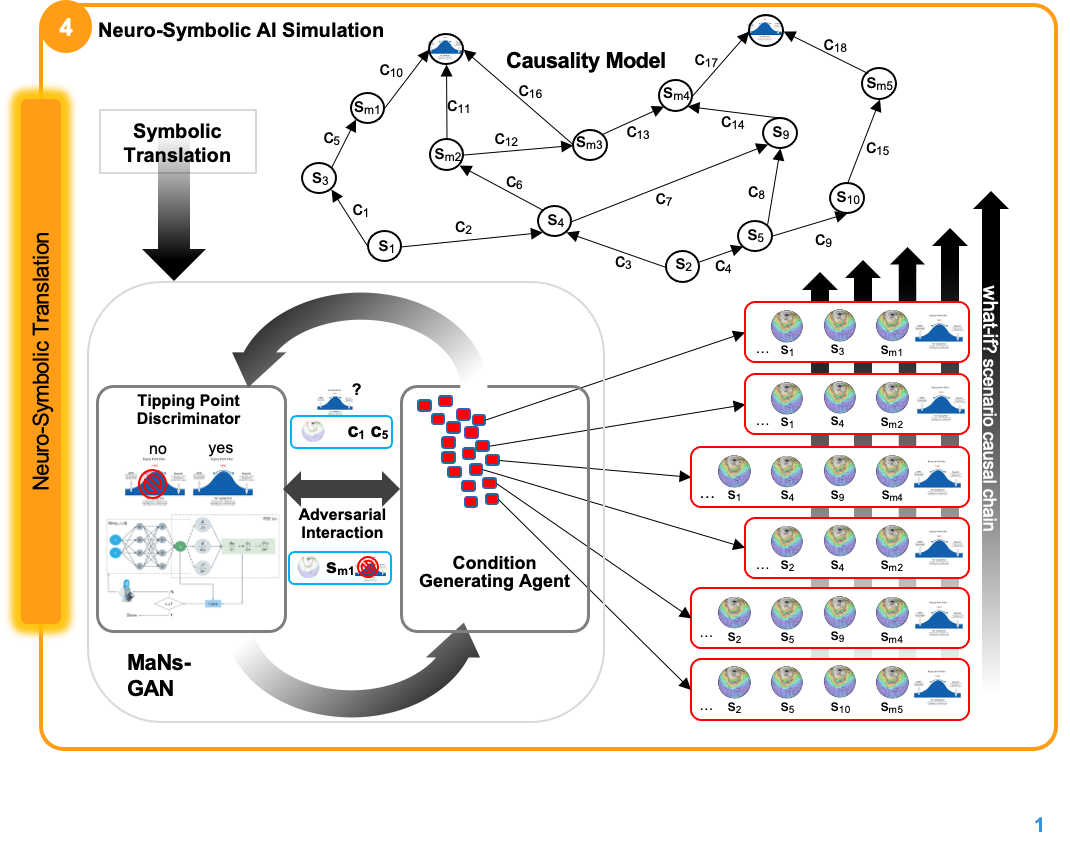 4
Neuro-Symbolic AI Simulation
Neuro-Symbolic Translation
Symbolic
Translation
Causality Model
C10
C11
C16
C17
C18
Sm1
Sm4
Sm5
C5
C12
C13
C14
C15
Sm2
Sm3
S9
S3
C6
C7
C8
S10
C1
C2
S4
S5
C9
S1
C3
S2
C4
Tipping Point
Discriminator
no
yes
?
C1 C5
Adversarial
Interaction
Sm1
Condition
Generating Agent
MaNs-
GAN
... S1 S3 Sm1
... S1 S4 Sm2
... S1 S4 S9 Sm4
... S2 S4 Sm2
... S2 S5 S9 Sm4
... S2 S5 S10 Sm5
what-if? scenario causal chain
1